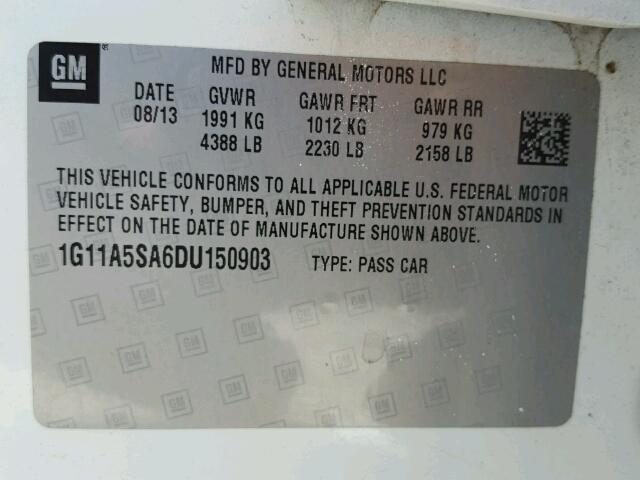 GM
MFD BY GENERAL MOTORS LLC
DATE GVWR GAWR FRT GAWR RR
08/13 1991 KG 1012 KG 979 KG
4388 LB 2230 LB 2158 LB
THIS VEHICLE CONFORMS TO ALL APPLICABLE U.S. FEDERAL MOTOR
VEHICLE SAFETY, BUMPER, AND THEFT PREVENTION STANDARDS IN
EFFECT ON THE DATE OF MANUFACTURE SHOWN ABOVE.
1G11A5SA6DU150903 TYPE: PASS CAR